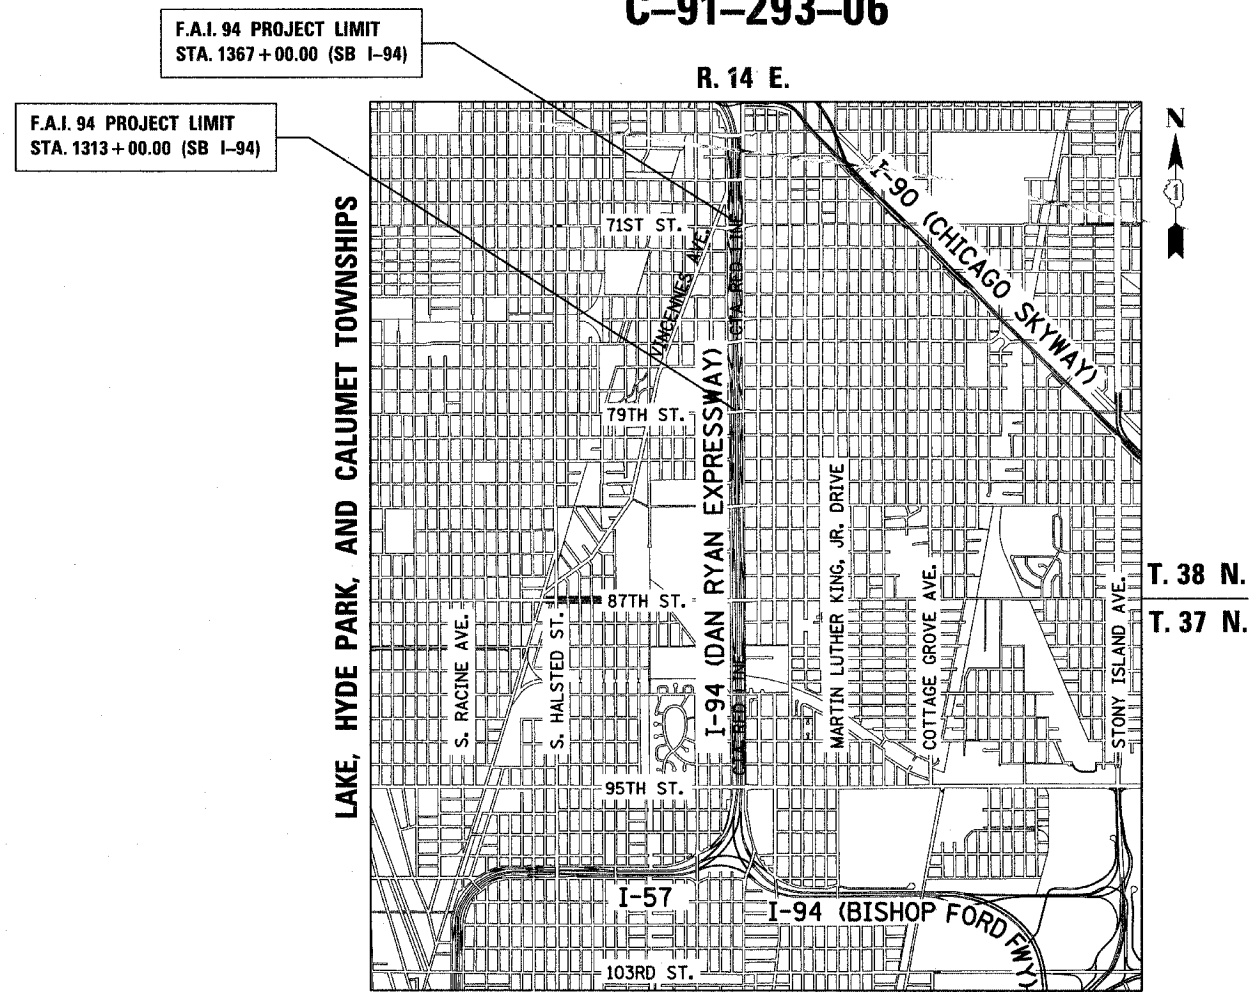 C-91-293-06
F.A.I. 94 PROJECT LIMIT
STA. 1367+00.00 (SB I-94)
R. 14 E.
F.A.I. 94 PROJECT LIMIT
STA. 1313+00.00 (SB I-94)
N
LAKE, HYDE PARK, AND CALUMET TOWNSHIPS
I-90 (CHICAGO SKYWAY)
71ST ST.
VINCENNES AVE.
CTA RED LINE
79TH ST.
I-94 (DAN RYAN EXPRESSWAY)
MARTIN LUTHER KING, JR. DRIVE
COTTAGE GROVE AVE.
STONY ISLAND AVE.
T. 38 N.
T. 37 N.
87TH ST.
S. RACINE AVE.
S. HALSTED ST.
CTA RED LINE
95TH ST.
I-57
I-94 (BISHOP FORD FWY)
103RD ST.